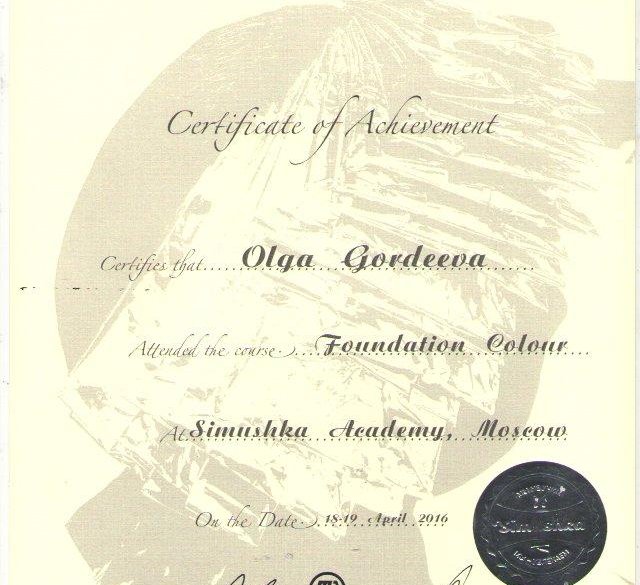 Certificate of Achievement
Certifies that Olga Gordeeva
Attended the course Foundation Colour
At Simushka Academy, Moscow
On the Date 18-19 April 2016
Simushka